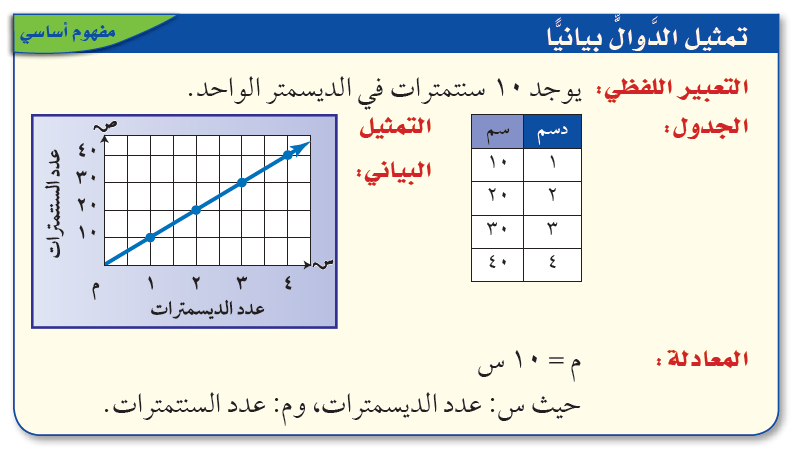 مفهوم أساسي
تمثيل الدَّوالِّ بيانيًّا
التعبير اللفظي: يوجد ١٠ سنتمترات في الديسمتر الواحد.
الجدول:
دسم سم
١ ١٠
٢ ٢٠
٣ ٣٠
٤ ٤٠
التمثيل
البياني:
ص
عدد السنتمترات
٤٠
٣٠
٢٠
١٠
س
م ١ ٢ ٣ ٤
عدد الديسمترات
المعادلة: م = ١٠ س
حيث س: عدد الديسمترات، وم: عدد السنتمترات.